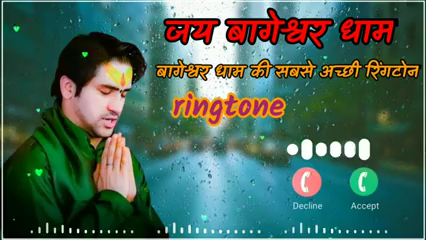 जय बागेश्वर धाम
बागेश्वर धाम की सबसे अच्छी रिंगटोन
ringtone
Decline Accept